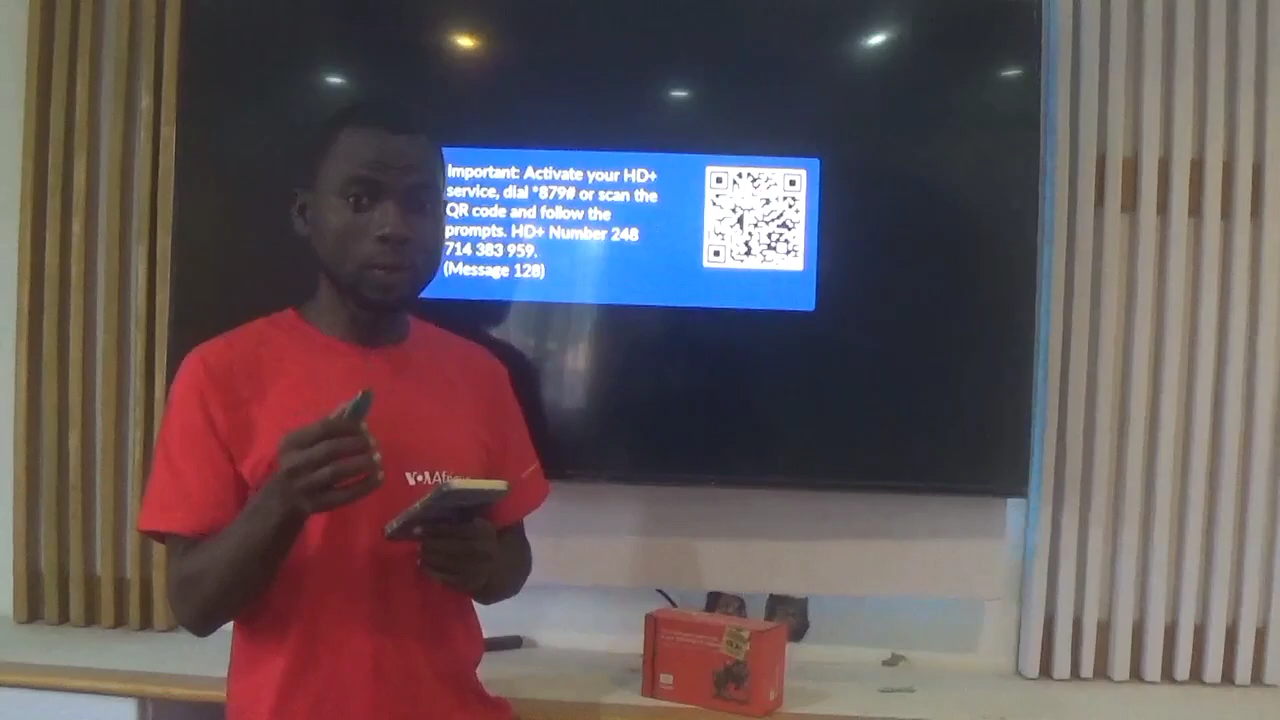 Important: Activate your HD+
service, dial *879# or scan the
QR code and follow the
prompts. HD+ Number 248
714 383 959.
(Message 128)
VOA